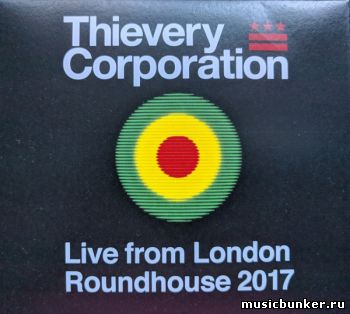 Thievery
Corporation
Live from London
Roundhouse 2017
musicbunker.ru